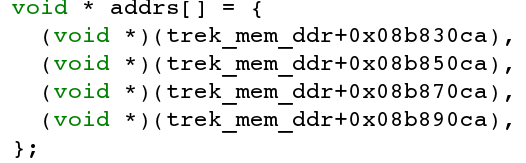 void * addrs[] = {
(void *)(trek_mem_ddr+0x08b830ca),
(void *)(trek_mem_ddr+0x08b850ca),
(void *)(trek_mem_ddr+0x08b870ca),
(void *)(trek_mem_ddr+0x08b890ca),
};